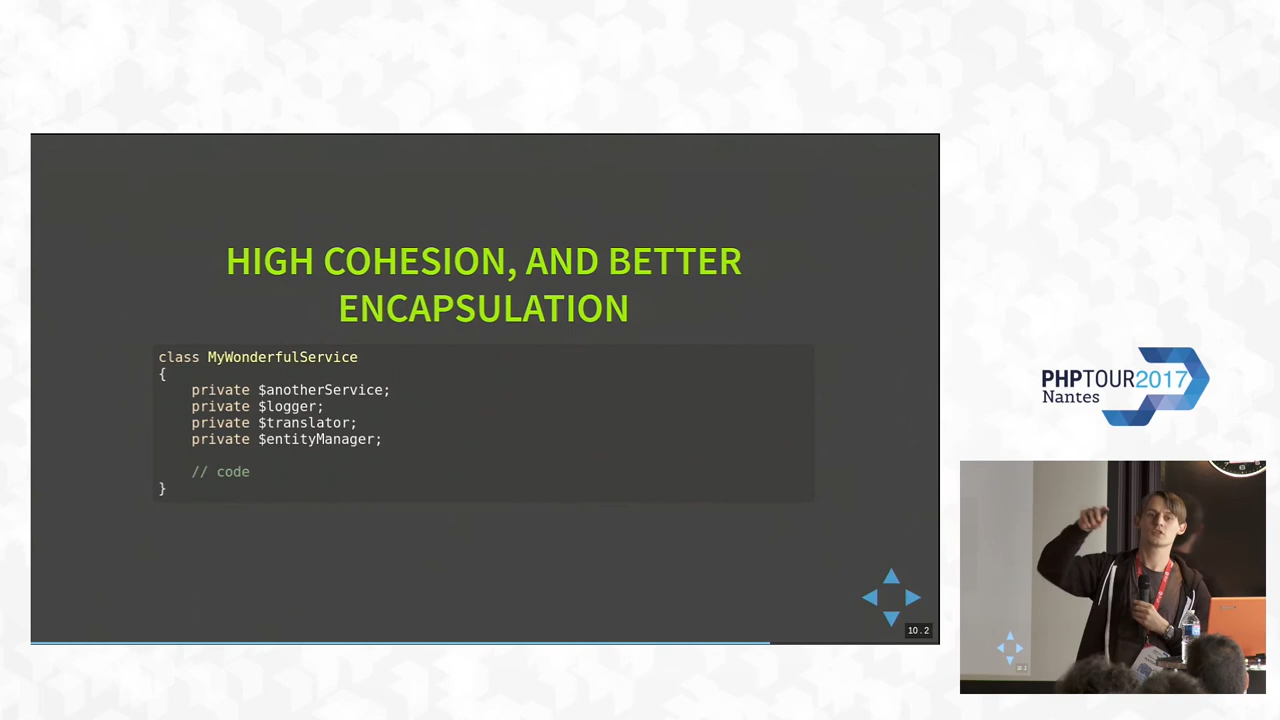 HIGH COHESION, AND BETTER
ENCAPSULATION
class MyWonderfulService
{
    private $anotherService;
    private $logger;
    private $translator;
    private $entityManager;
    // code
}
10.2
PHPTOUR2017
Nantes